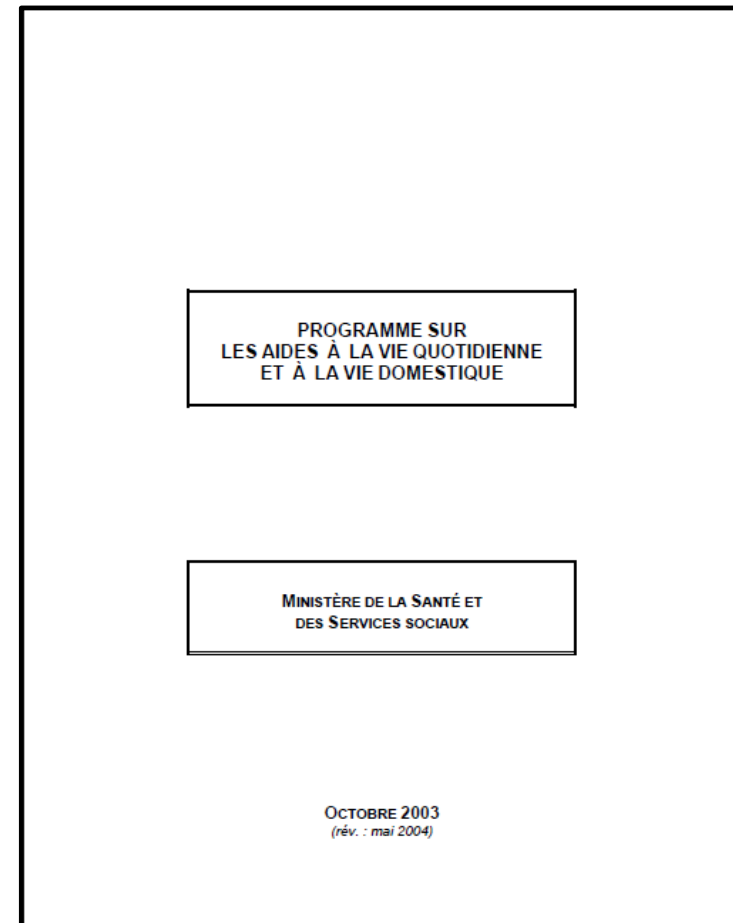 PROGRAMME SUR
LES AIDES À LA VIE QUOTIDIENNE
ET À LA VIE DOMESTIQUE
MINISTÈRE DE LA SANTÉ ET
DES SERVICES SOCIAUX
OCTOBRE 2003
(rév. : mai 2004)